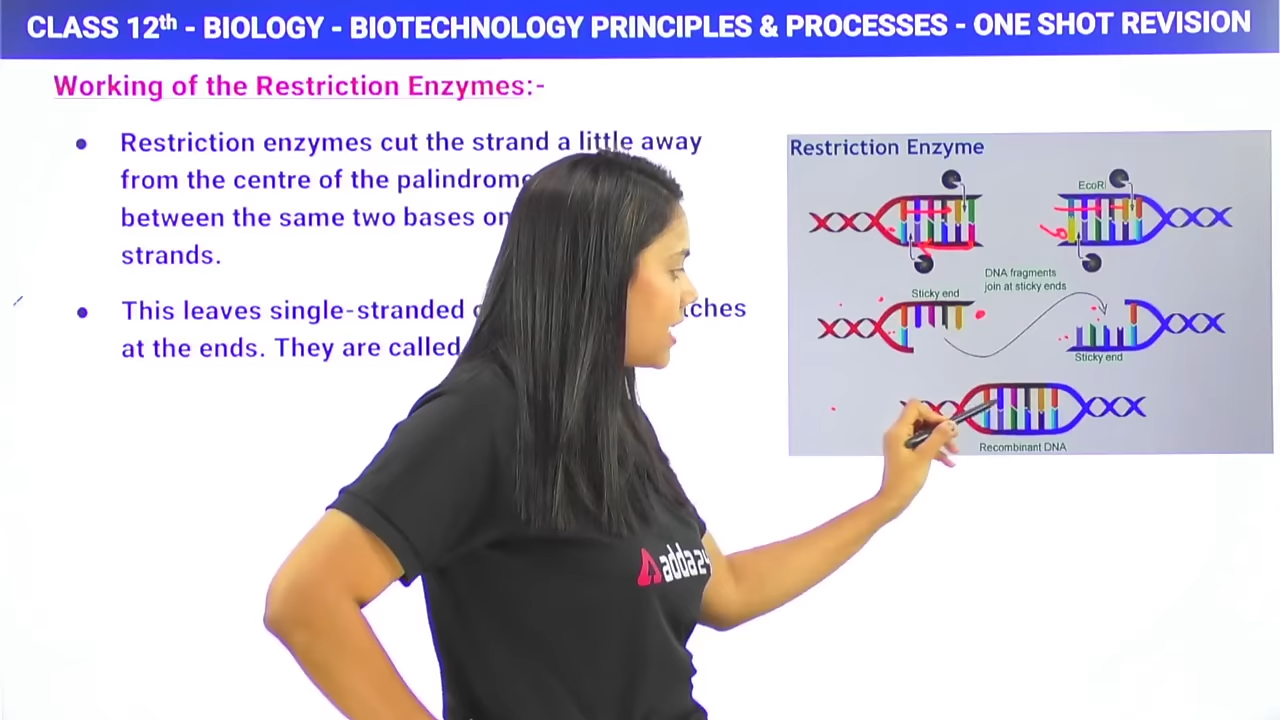 CLASS 12th - BIOLOGY - BIOTECHNOLOGY PRINCIPLES & PROCESSES - ONE SHOT REVISION
Working of the Restriction Enzymes:-
Restriction enzymes cut the strand a little away
from the centre of the palindrome
between the same two bases
strands.
This leaves single-stranded
at the ends. They are called
Restriction Enzyme
EcoRI
DNA fragments
join at sticky ends
Sticky end
Sticky end
Recombinant DNA
adda24